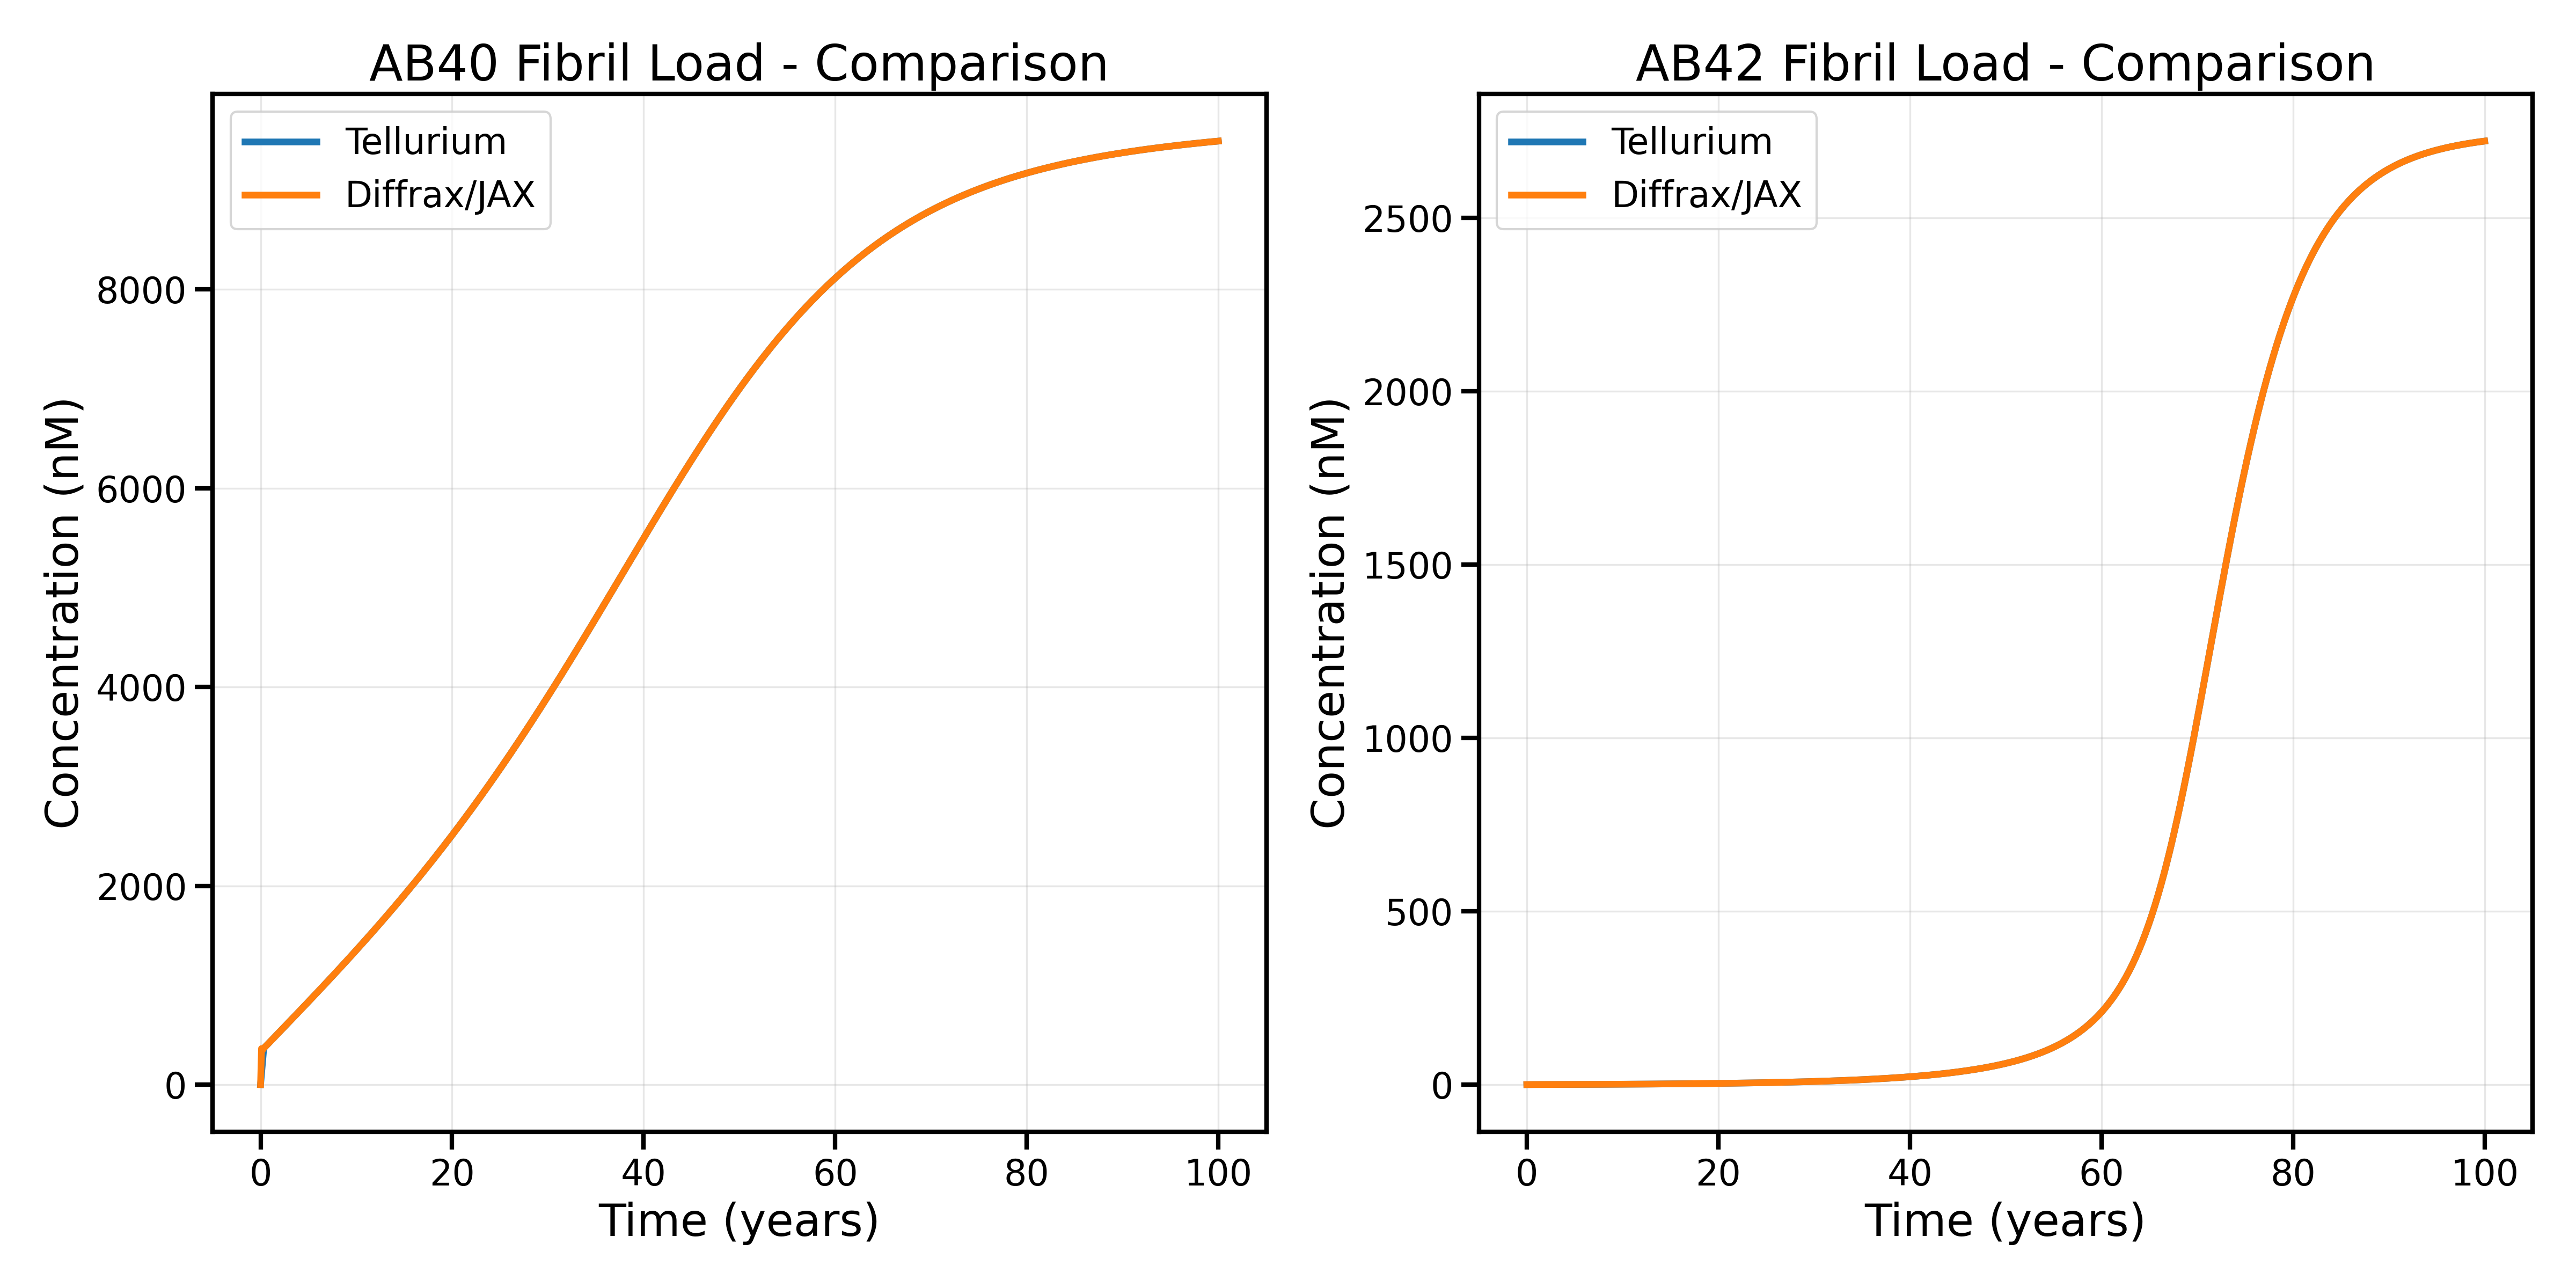 AB40 Fibril Load - Comparison
Tellurium
Diffrax/JAX
Concentration (nM)
8000
6000
4000
2000
0
0 20 40 60 80 100
Time (years)
AB42 Fibril Load - Comparison
Tellurium
Diffrax/JAX
Concentration (nM)
2500
2000
1500
1000
500
0
0 20 40 60 80 100
Time (years)